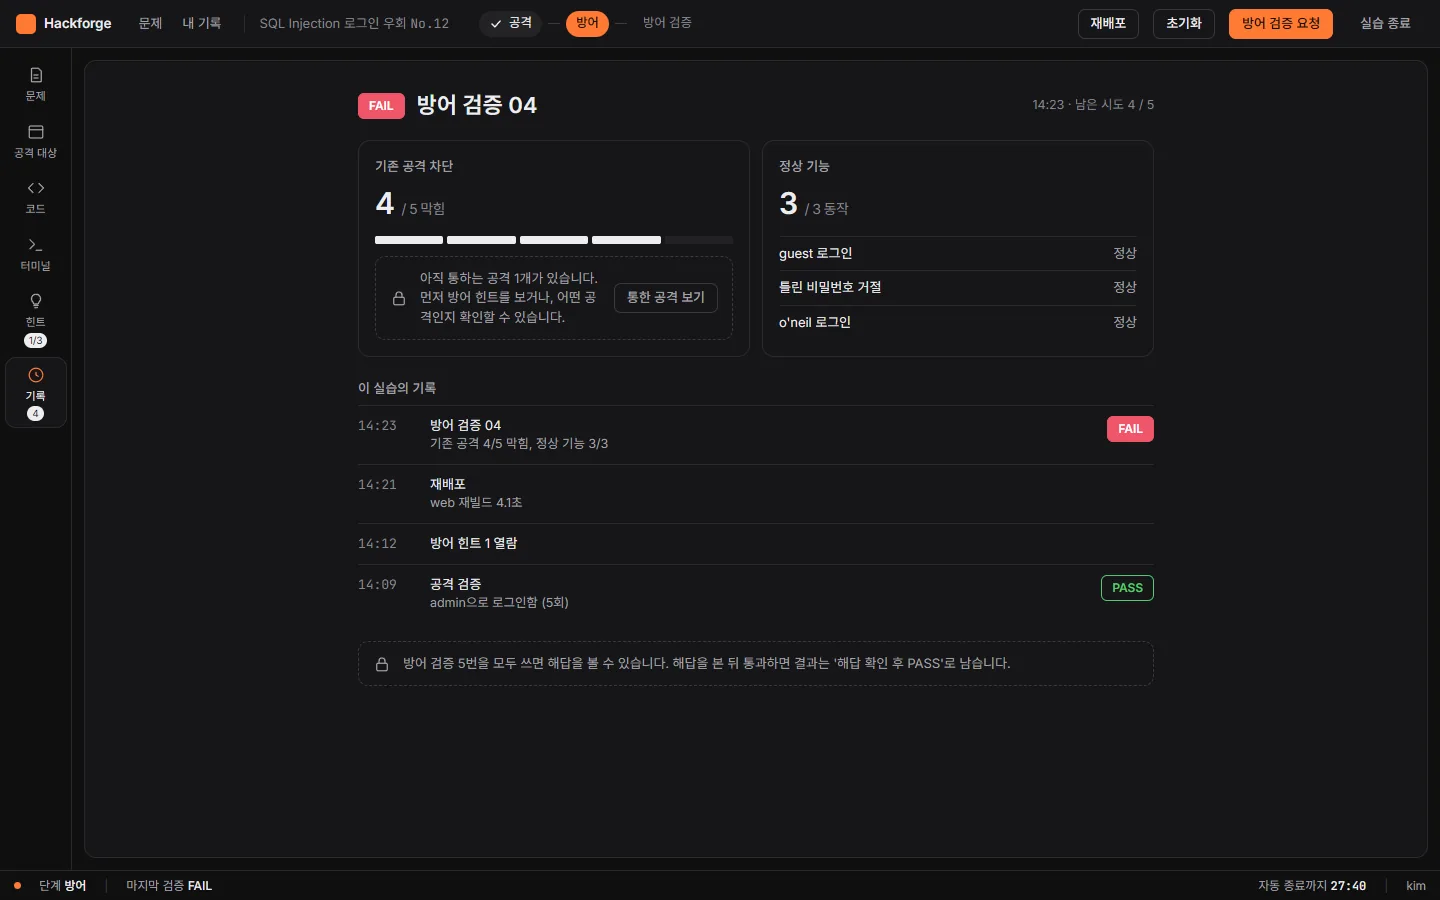 Hackforge 문제 내 기록 SQL Injection 로그인 우회 No.12 공격 방어 방어 검증 재배포 초기화 방어 검증 요청 실습 종료
문제
공격 대상
코드
터미널
힌트
1/3
기록
4
FAIL 방어 검증 04 14:23 · 남은 시도 4 / 5
기존 공격 차단
4 / 5 막힘
아직 통하는 공격 1개가 있습니다.
먼저 방어 힌트를 보거나, 어떤 공
격인지 확인할 수 있습니다.
통한 공격 보기
정상 기능
3 / 3 동작
guest 로그인 정상
틀린 비밀번호 거절 정상
o'neil 로그인 정상
이 실습의 기록
14:23 방어 검증 04 FAIL
기존 공격 4/5 막힘, 정상 기능 3/3
14:21 재배포
web 재빌드 4.1초
14:12 방어 힌트 1 열람
14:09 공격 검증 PASS
admin으로 로그인함 (5회)
방어 검증 5번을 모두 쓰면 해답을 볼 수 있습니다. 해답을 본 뒤 통과하면 결과는 '해답 확인 후 PASS'로 남습니다.
단계 방어 마지막 검증 FAIL 자동 종료까지 27:40 kim